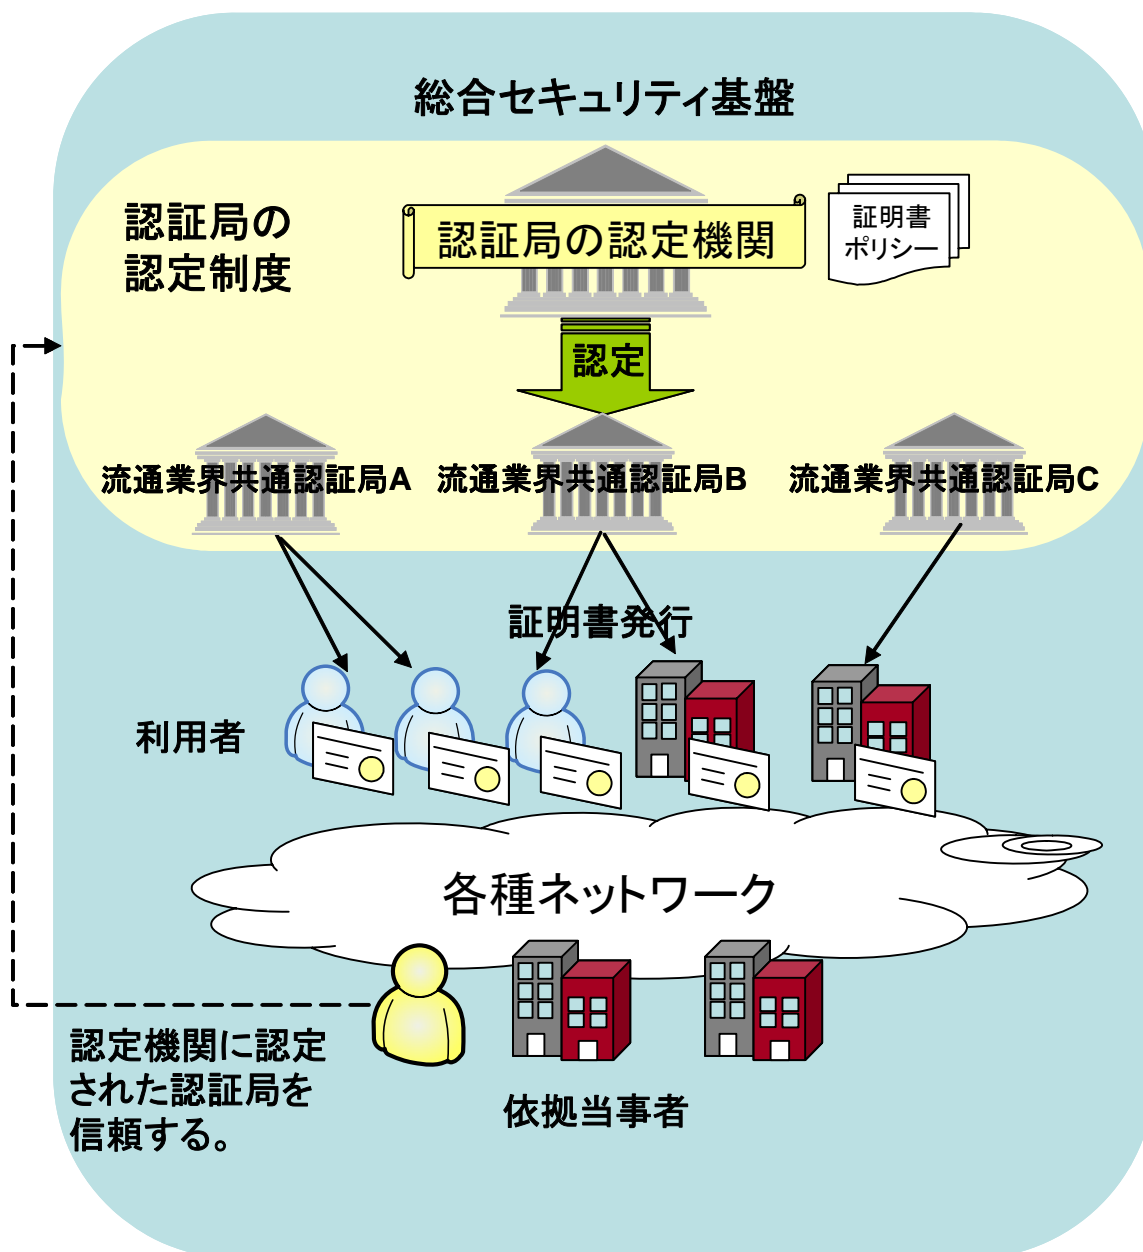 総合セキュリティ基盤
認証局の
認定制度
認証局の認定機関
証明書
ポリシー
認定
流通業界共通認証局A
流通業界共通認証局B
流通業界共通認証局C
証明書発行
利用者
各種ネットワーク
認定機関に認定
された認証局を
信頼する。
依拠当事者